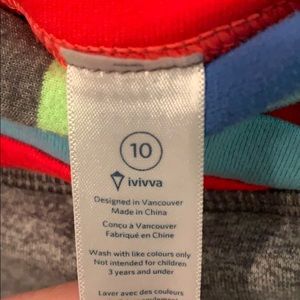 10
ivivva
Designed in Vancouver
Made in China
Conçu à Vancouver
Fabriqué en Chine
Wash with like colours only
Not intended for children
3 years and under
Laver avec des couleurs